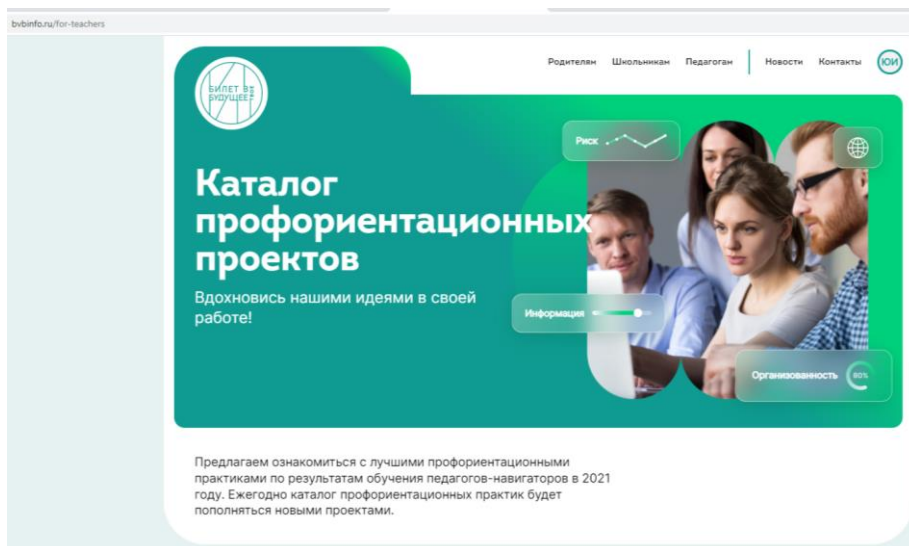 bvbinfo.ru/for-teachers
Родителям Школьникам Педагогам Новости Контакты ЮИ
БИЛЕТ В
БУДУЩЕЕ
Риск
Каталог
профориентационных
проектов
Вдохновись нашими идеями в своей
работе!
Информация
Организованность 80%
Предлагаем ознакомиться с лучшими профориентационными
практиками по результатам обучения педагогов-навигаторов в 2021
году. Ежегодно каталог профориентационных практик будет
пополняться новыми проектами.